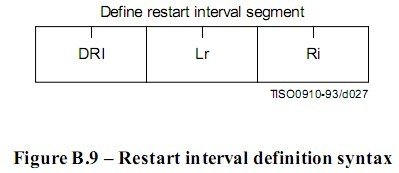 Define restart interval segment
DRI Lr Ri
TISO0910-93/d027
Figure B.9 – Restart interval definition syntax